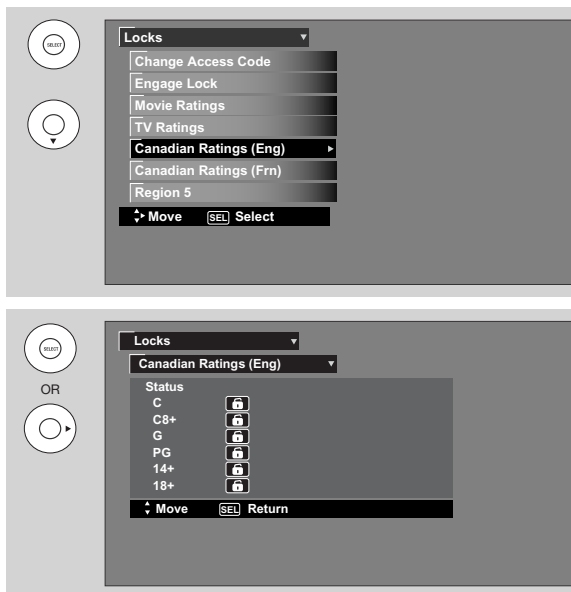 SELECT
Locks
Change Access Code
Engage Lock
Movie Ratings
TV Ratings
Canadian Ratings (Eng)
Canadian Ratings (Frn)
Region 5
Move SEL Select
SELECT
OR
Locks
Canadian Ratings (Eng)
Status
C
C8+
G
PG
14+
18+
Move SEL Return